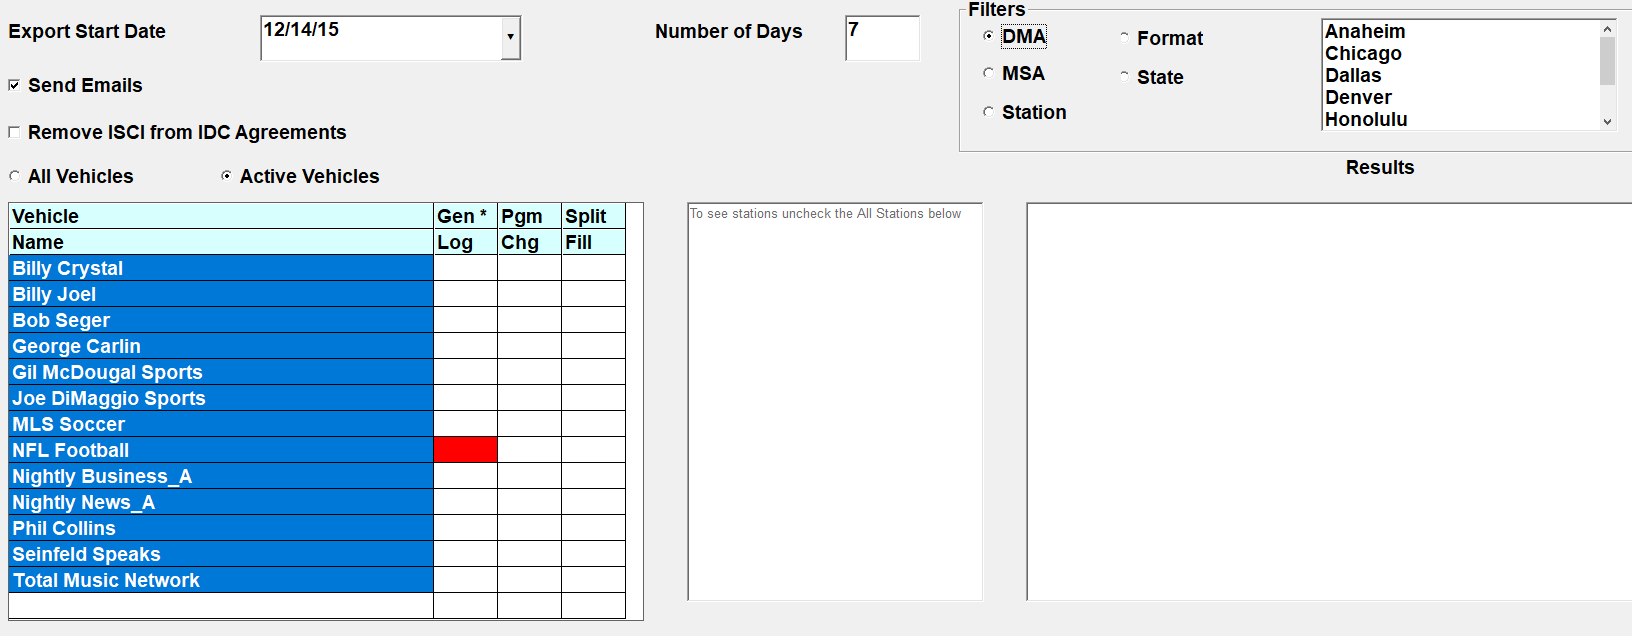 Export Start Date
12/14/15
Number of Days
7
Filters
DMA
Format
MSA
State
Station
Anaheim
Chicago
Dallas
Denver
Honolulu
Send Emails
Remove ISCI from IDC Agreements
All Vehicles
Active Vehicles
Results
Vehicle Gen * Pgm Split
Name Log Chg Fill
Billy Crystal
Billy Joel
Bob Seger
George Carlin
Gil McDougal Sports
Joe DiMaggio Sports
MLS Soccer
NFL Football
Nightly Business_A
Nightly News_A
Phil Collins
Seinfeld Speaks
Total Music Network
To see stations uncheck the All Stations below